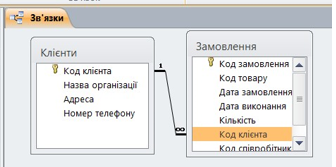 Зв'язки
Клієнти
Код клієнта
Назва організації
Адреса
Номер телефону
1
∞
Замовлення
Код замовлення
Код товару
Дата замовлення
Дата виконання
Кількість
Код клієнта
Код співробітник